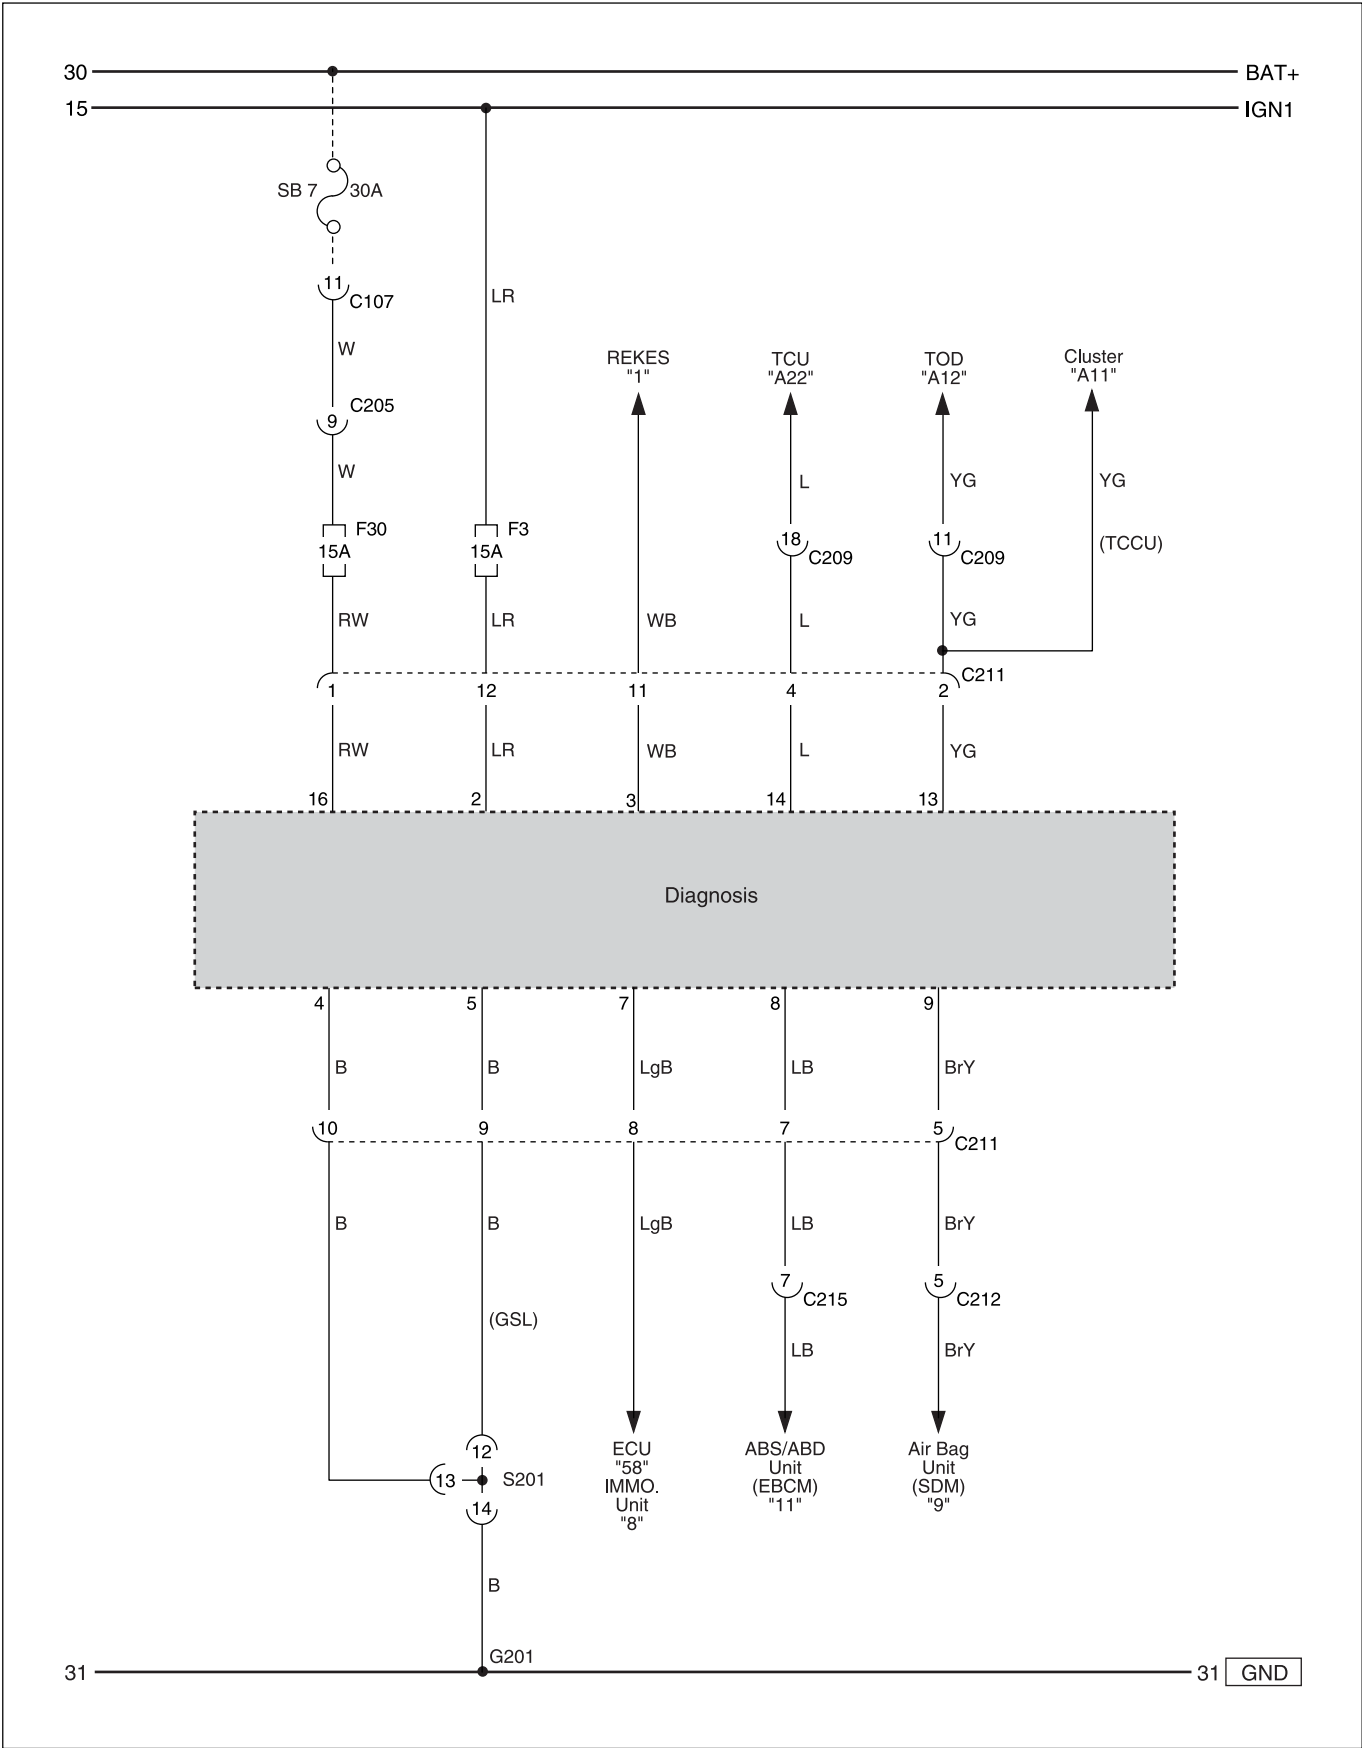 30 BAT+
15 IGN1
SB 7 30A
11
C107
LR
W
REKES
"1"
TCU
"A22"
TOD
"A12"
Cluster
"A11"
C205
9
W
L
YG
YG
F30
15A
F3
15A
18
C209
11
C209
(TCCU)
RW
LR
WB
L
YG
C211
1 12 11 4 2
RW LR WB L YG
16 2 3 14 13
Diagnosis
4 5 7 8 9
B B LgB LB BrY
10 9 8 7 5
C211
B B LgB LB BrY
7
C215
5
C212
(GSL)
LB
BrY
12
13
S201
14
ECU
"58"
IMMO.
Unit
"8"
ABS/ABD
Unit
(EBCM)
"11"
Air Bag
Unit
(SDM)
"9"
B
G201
31 31 GND